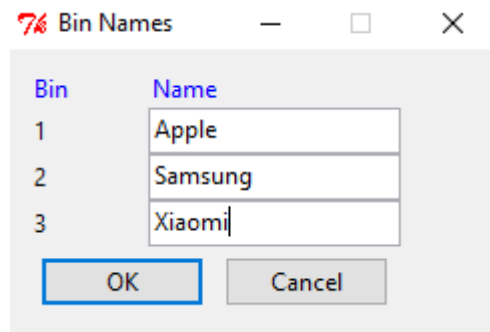 Bin Names
Bin Name
1 Apple
2 Samsung
3 Xiaomi
OK Cancel